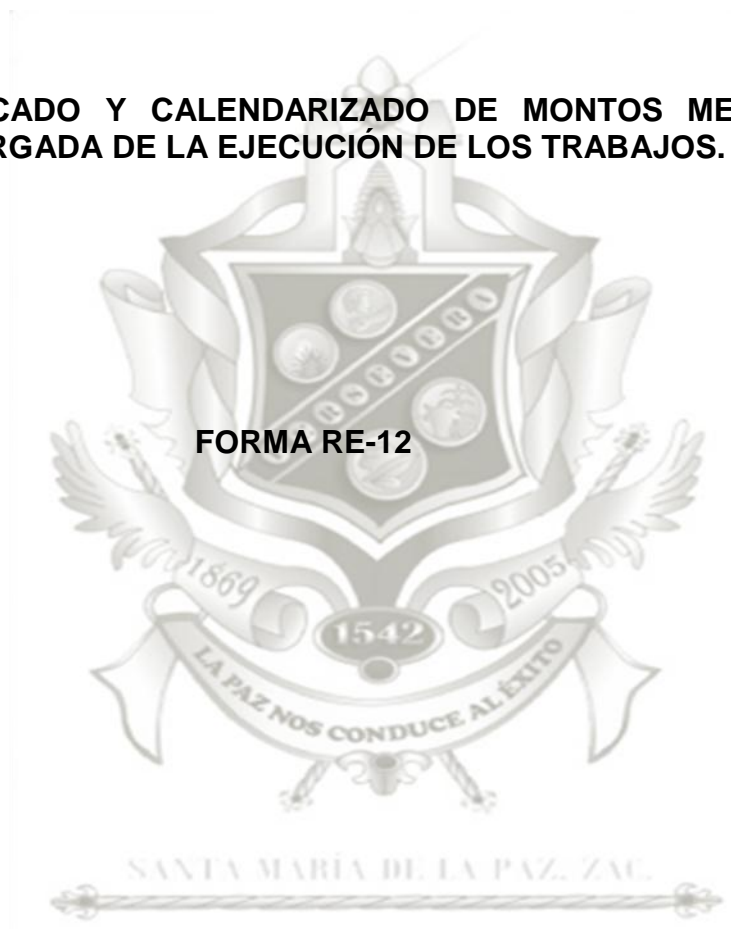 CADO Y CALENDARIZADO DE MONTOS ME
RGADA DE LA EJECUCIÓN DE LOS TRABAJOS.
PERSEVERA
FORMA RE-12
1869
2005
1542
LA PAZ NOS CONDUCE AL ÉXITO
SANTA MARÍA DE LA PAZ, ZAC.